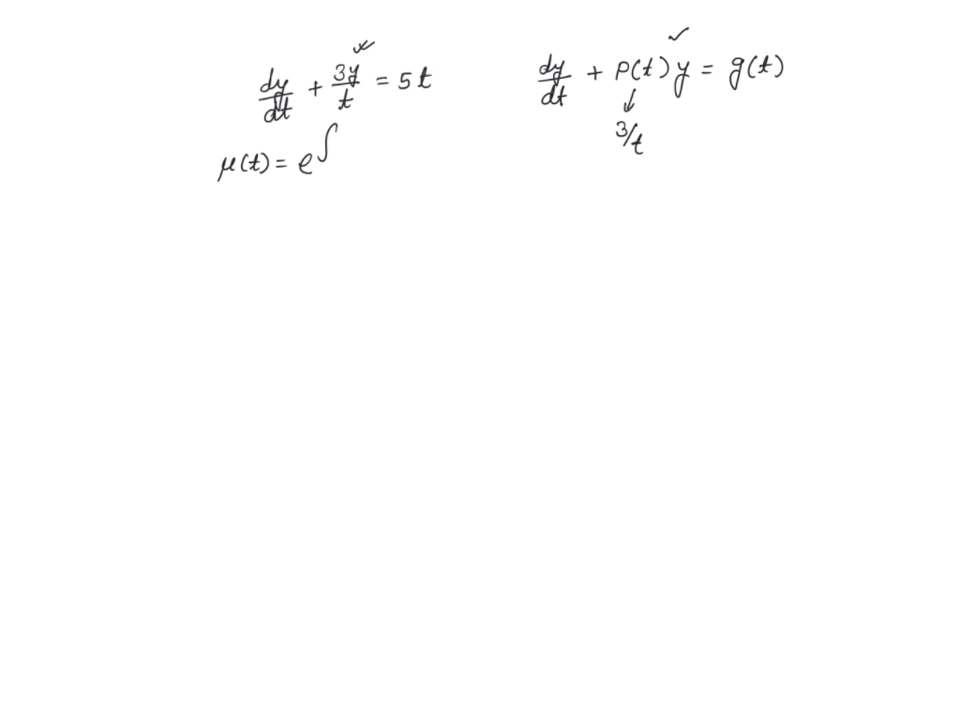 dy/dt + 3y/t = 5t
μ(t) = e^∫
dy/dt + p(t) y = g(t)
↓
3/t